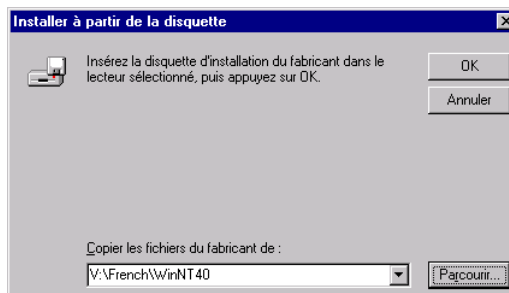 Installer à partir de la disquette
Insérez la disquette d'installation du fabricant dans le
lecteur sélectionné, puis appuyez sur OK.
OK
Annuler
Copier les fichiers du fabricant de :
V:\French\WinNT40
Parcourir...